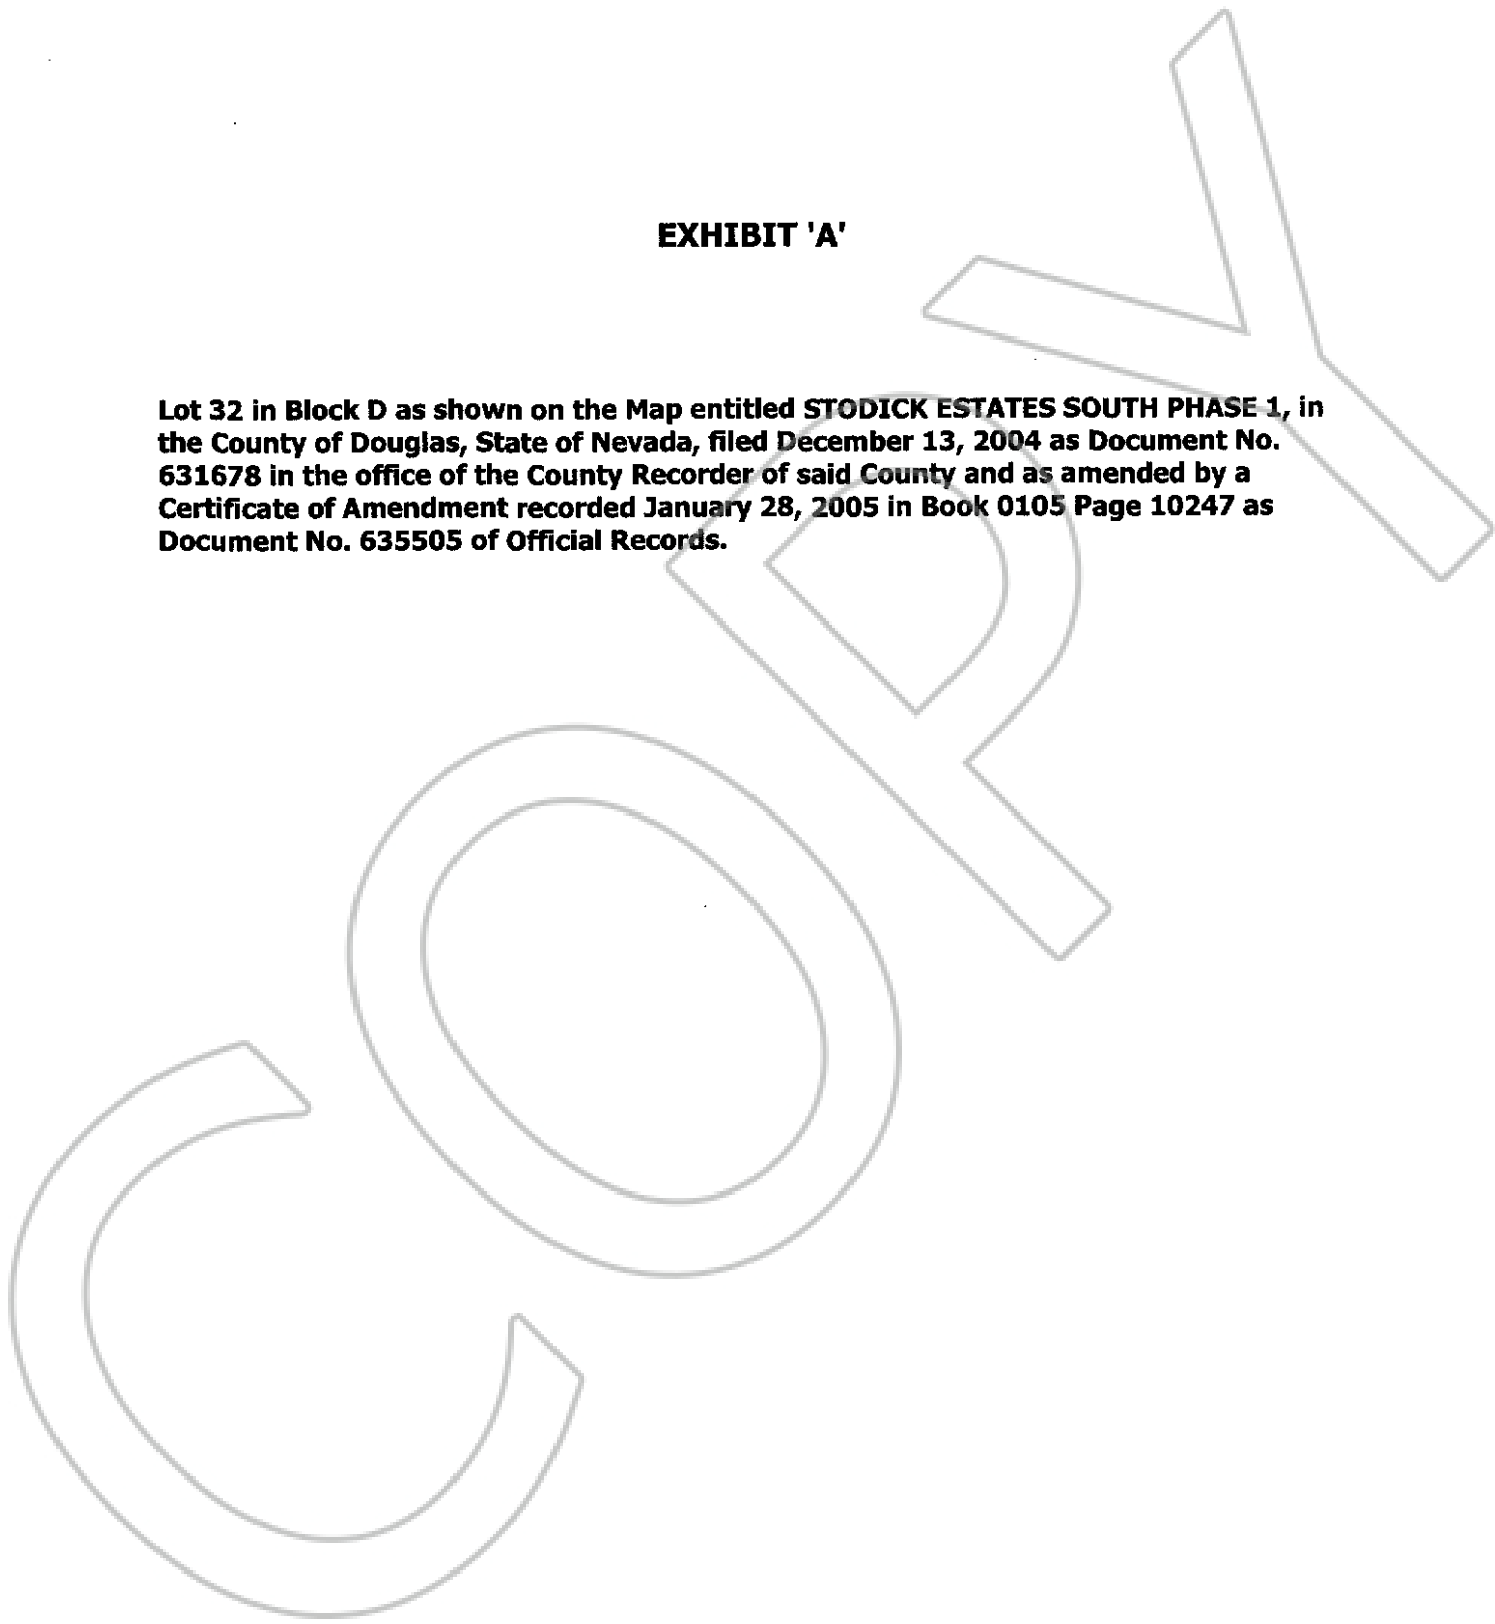 EXHIBIT 'A'
Lot 32 in Block D as shown on the Map entitled STODICK ESTATES SOUTH PHASE 1, in
the County of Douglas, State of Nevada, filed December 13, 2004 as Document No.
631678 in the office of the County Recorder of said County and as amended by a
Certificate of Amendment recorded January 28, 2005 in Book 0105 Page 10247 as
Document No. 635505 of Official Records.
COPY